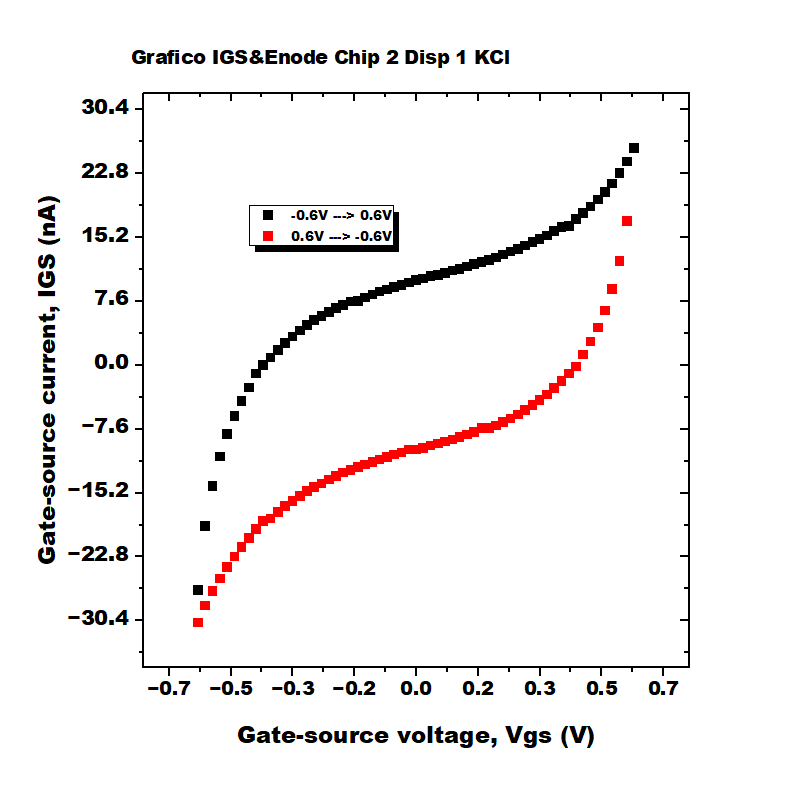 Grafico IGS&Enode Chip 2 Disp 1 KCl
30.4
22.8
15.2
7.6
0.0
−7.6
−15.2
−22.8
−30.4
Gate-source current, IGS (nA)
-0.6V ---> 0.6V
0.6V ---> -0.6V
−0.7 −0.5 −0.3 −0.2 0.0 0.2 0.3 0.5 0.7
Gate-source voltage, Vgs (V)